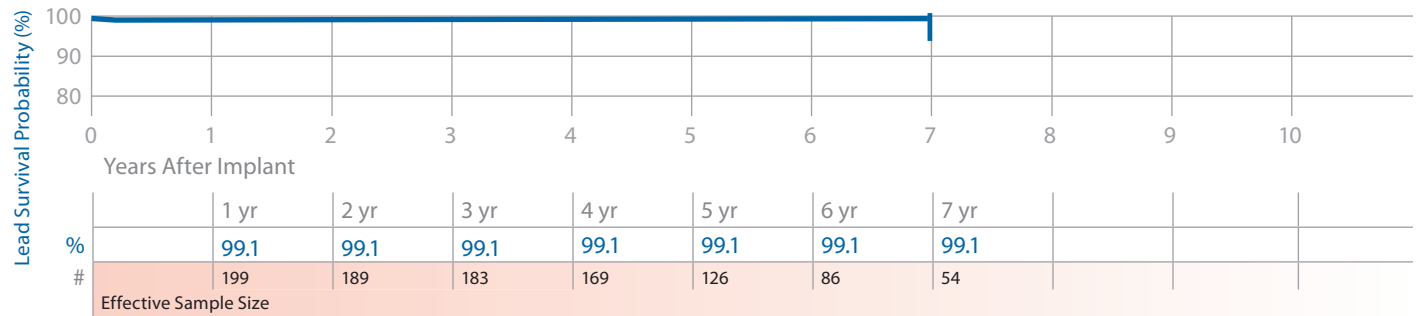 Lead Survival Probability (%)
100
90
80
0 1 2 3 4 5 6 7 8 9 10
Years After Implant
1 yr 2 yr 3 yr 4 yr 5 yr 6 yr 7 yr
% 99.1 99.1 99.1 99.1 99.1 99.1 99.1
# 199 189 183 169 126 86 54
Effective Sample Size